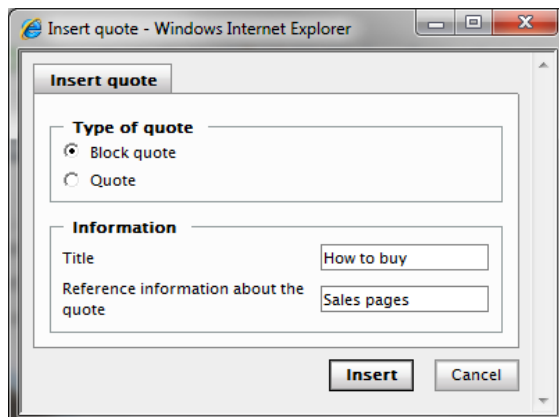 Insert quote - Windows Internet Explorer
Insert quote
Type of quote
Block quote
Quote
Information
Title How to buy
Reference information about the
quote Sales pages
Insert Cancel